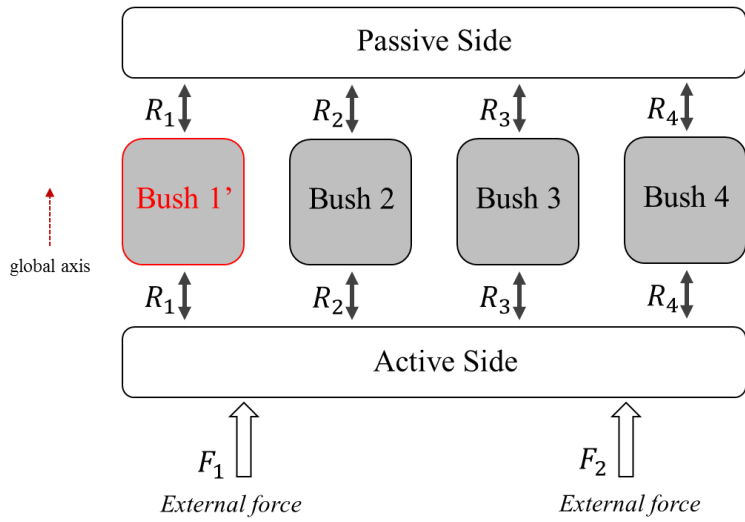 Passive Side
R₁ R₂ R₃ R₄
Bush 1’ Bush 2 Bush 3 Bush 4
global axis
R₁ R₂ R₃ R₄
Active Side
F₁ F₂
External force External force